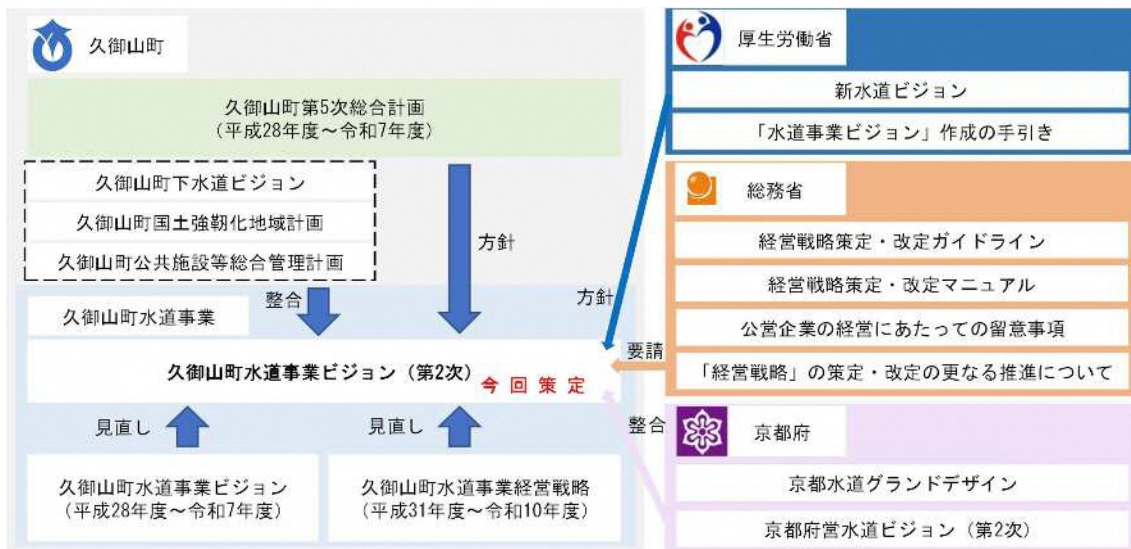 久御山町
久御山町第5次総合計画
(平成28年度～令和7年度)
久御山町下水道ビジョン
久御山町国土強靭化地域計画
久御山町公共施設等総合管理計画
方針
整合
久御山町水道事業
久御山町水道事業ビジョン(第2次)
今回策定
見直し
見直し
久御山町水道事業ビジョン
(平成28年度～令和7年度)
久御山町水道事業経営戦略
(平成31年度～令和10年度)
厚生労働省
新水道ビジョン
「水道事業ビジョン」作成の手引き
方針
総務省
経営戦略策定・改定ガイドライン
経営戦略策定・改定マニュアル
公営企業の経営にあたっての留意事項
「経営戦略」の策定・改定の更なる推進について
要請
京都府
京都水道グランドデザイン
京都府営水道ビジョン(第2次)
整合